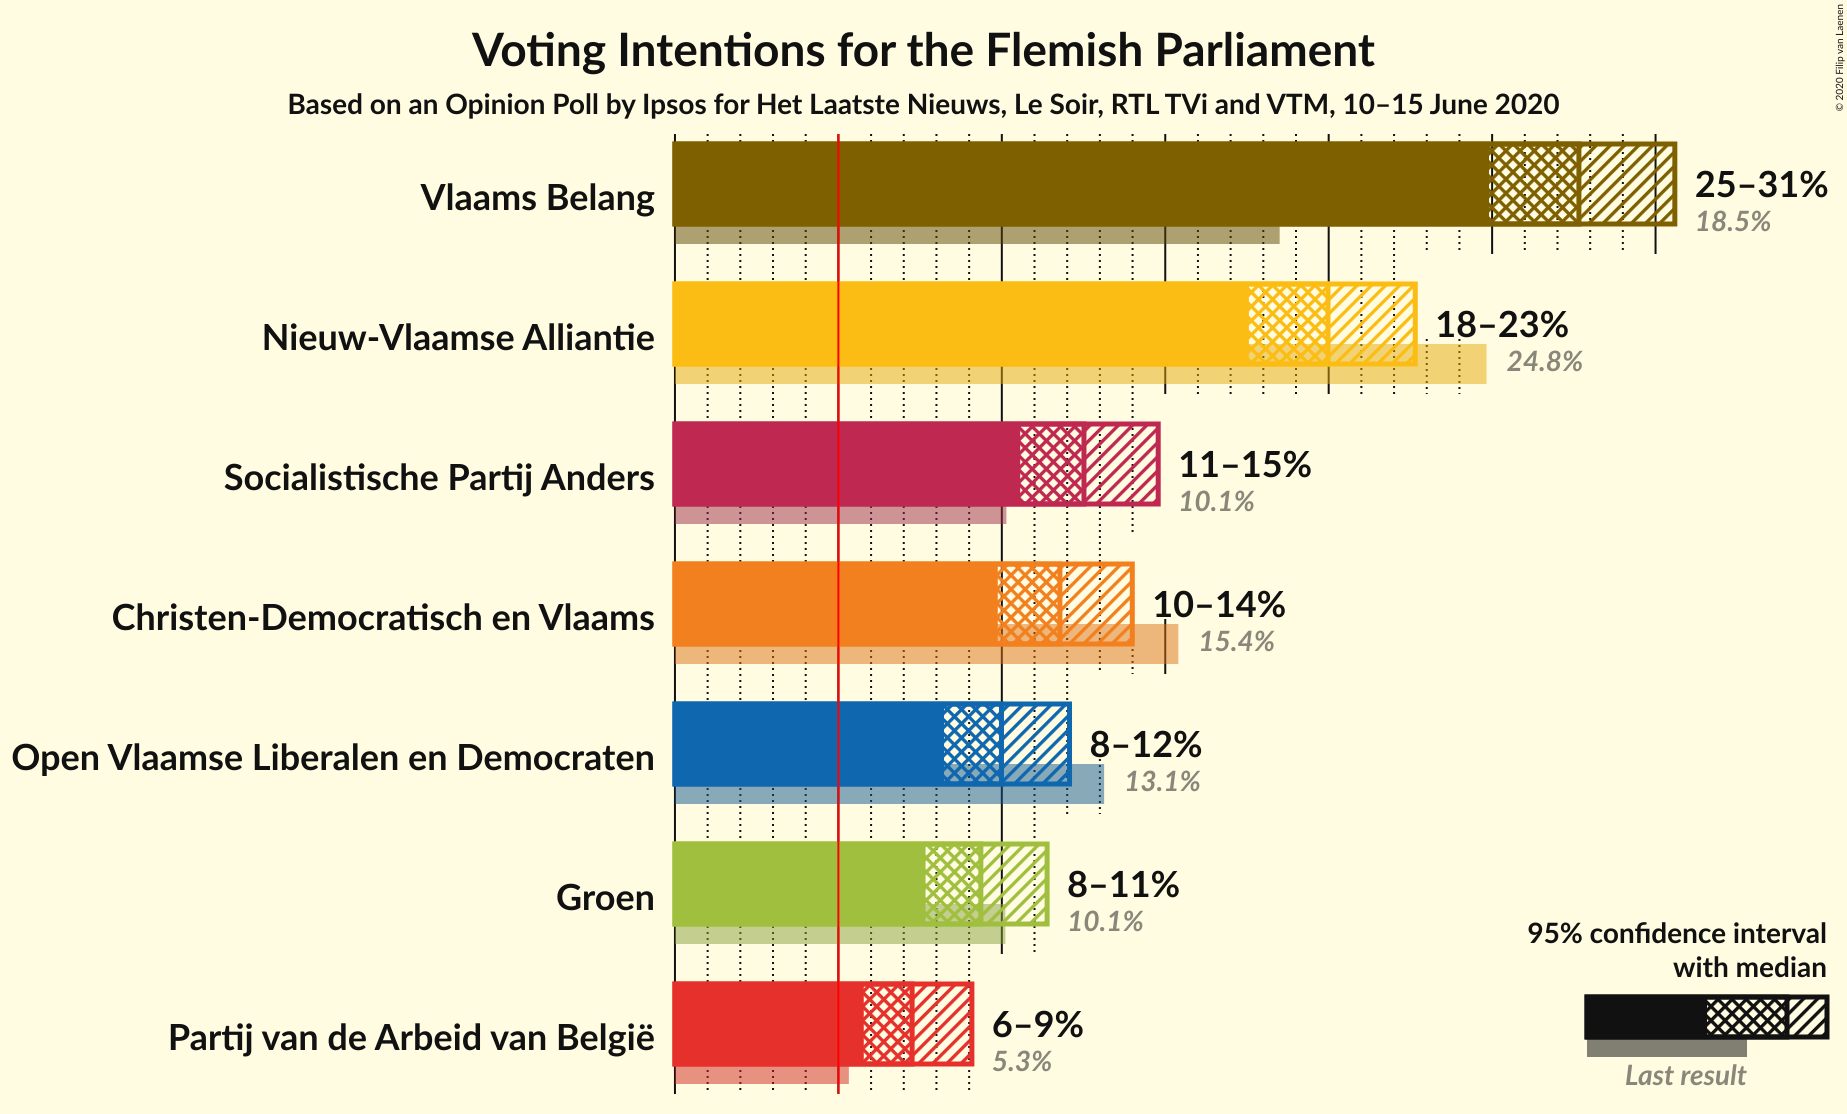 Voting Intentions for the Flemish Parliament
Based on an Opinion Poll by Ipsos for Het Laatste Nieuws, Le Soir, RTL TVi and VTM, 10–15 June 2020
© 2020 Filip van Laenen
Vlaams Belang
25–31%
18.5%
Nieuw-Vlaamse Alliantie
18–23%
24.8%
Socialistische Partij Anders
11–15%
10.1%
Christen-Democratisch en Vlaams
10–14%
15.4%
Open Vlaamse Liberalen en Democraten
8–12%
13.1%
Groen
8–11%
10.1%
Partij van de Arbeid van België
6–9%
5.3%
95% confidence interval
with median
Last result